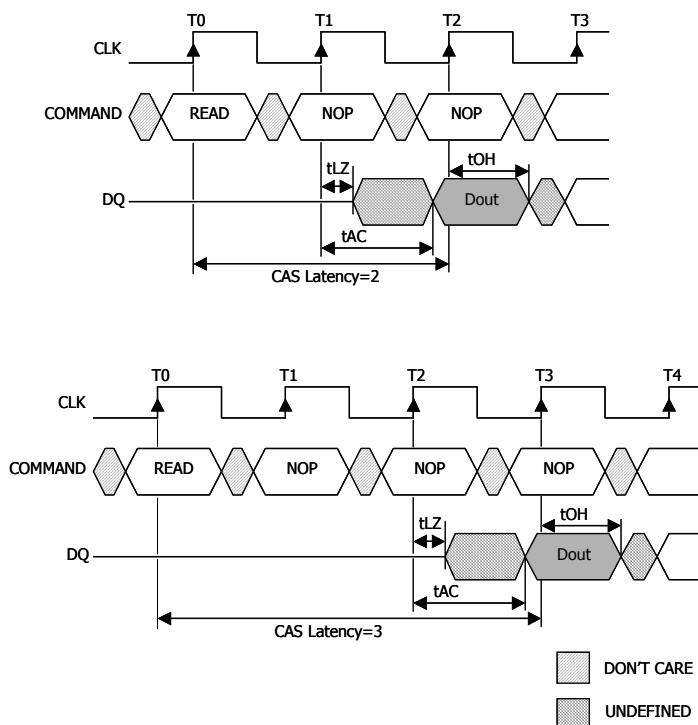 T0 T1 T2 T3
CLK
COMMAND READ NOP NOP
tLZ tOH
DQ Dout
tAC
CAS Latency=2
T0 T1 T2 T3 T4
CLK
COMMAND READ NOP NOP NOP
tLZ tOH
DQ Dout
tAC
CAS Latency=3
DON'T CARE
UNDEFINED